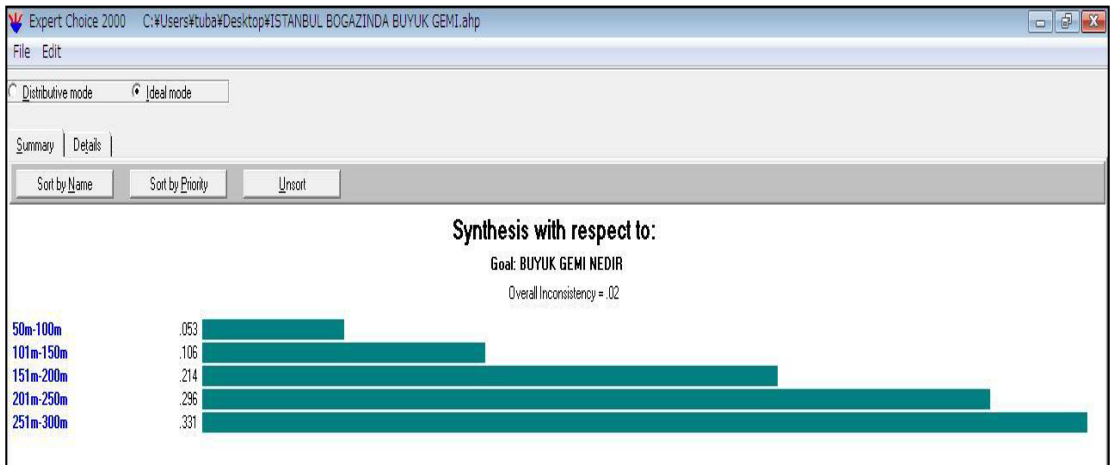 Expert Choice 2000 C:¥Users¥tuba¥Desktop¥ISTANBUL BOGAZINDA BUYUK GEMI.ahp
File Edit
Distributive mode Ideal mode
Summary Details
Sort by Name Sort by Priority Unsort
Synthesis with respect to:
Goal: BUYUK GEMI NEDIR
Overall Inconsistency = .02
50m-100m .053
101m-150m .106
151m-200m .214
201m-250m .296
251m-300m .331